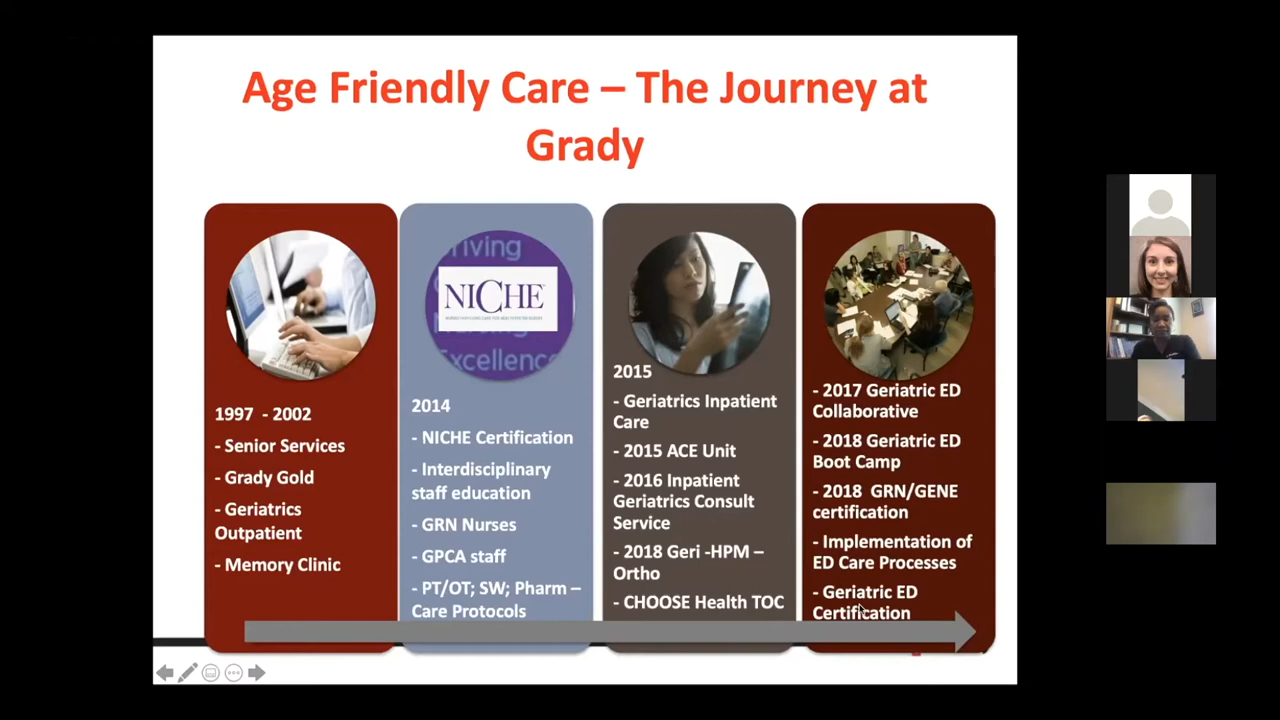 Age Friendly Care – The Journey at
Grady
1997 - 2002
- Senior Services
- Grady Gold
- Geriatrics
Outpatient
- Memory Clinic
riving
NICHE
Excellence
2014
- NICHE Certification
- Interdisciplinary
staff education
- GRN Nurses
- GPCA staff
- PT/OT; SW; Pharm –
Care Protocols
2015
- Geriatrics Inpatient
Care
- 2015 ACE Unit
- 2016 Inpatient
Geriatrics Consult
Service
- 2018 Geri -HPM –
Ortho
- CHOOSE Health TOC
- 2017 Geriatric ED
Collaborative
- 2018 Geriatric ED
Boot Camp
- 2018 GRN/GENE
certification
- Implementation of
ED Care Processes
- Geriatric ED
Certification